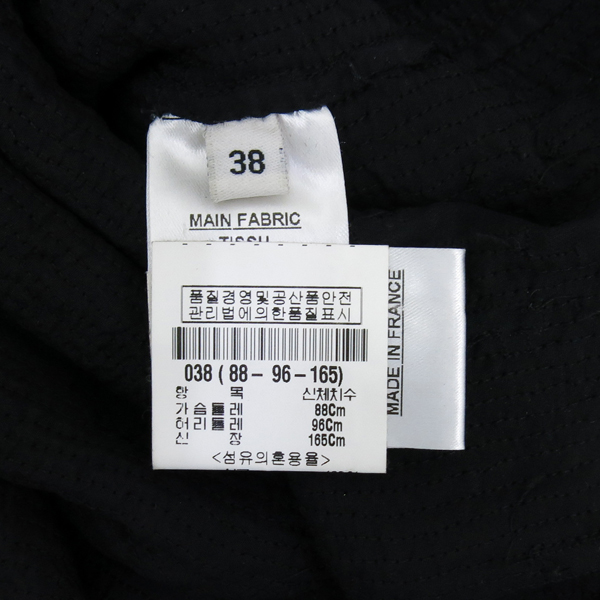 38
MAIN FABRIC
TISSU
품질경영및공산품안전
관리법에의한품질표시
038 ( 88 - 96 - 165)
항 목 신체치수
가슴둘레 88Cm
허리둘레 96Cm
신 장 165Cm
<섬유의혼용율>
MADE IN FRANCE